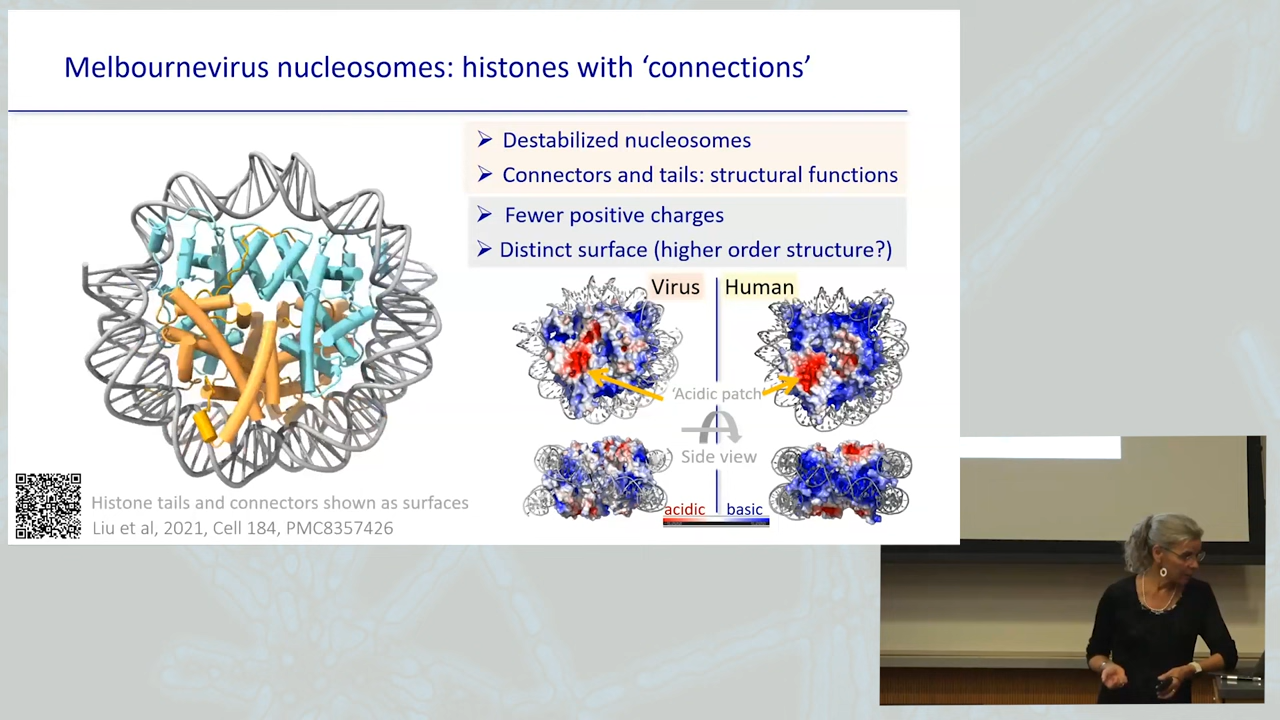 Melbournevirus nucleosomes: histones with ‘connections’
➢ Destabilized nucleosomes
➢ Connectors and tails: structural functions
➢ Fewer positive charges
➢ Distinct surface (higher order structure?)
Virus
Human
‘Acidic patch’
Side view
acidic
basic
Histone tails and connectors shown as surfaces
Liu et al, 2021, Cell 184, PMC8357426